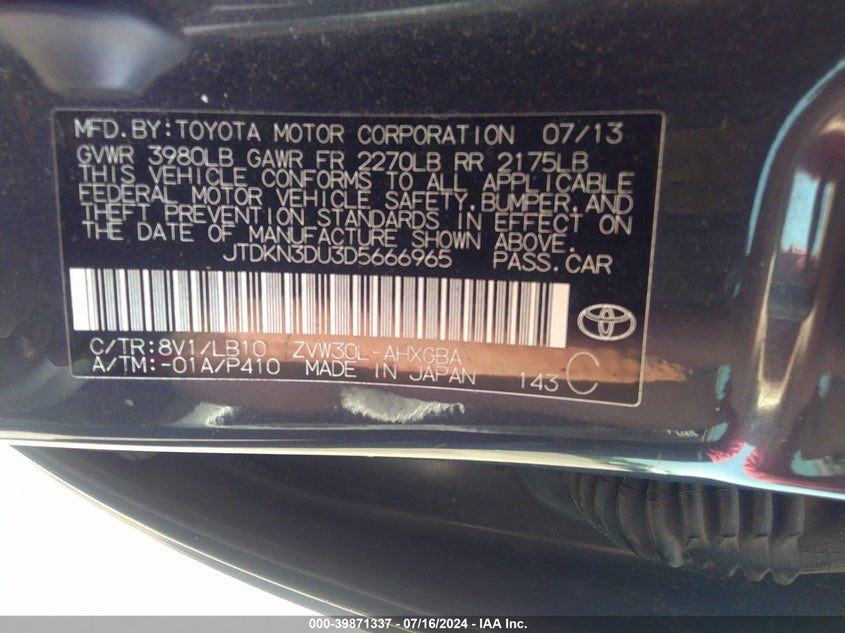 MFD. BY: TOYOTA MOTOR CORPORATION 07/13
GVWR 3980LB GAWR FR 2270LB RR 2175LB
THIS VEHICLE CONFORMS TO ALL APPLICABLE
FEDERAL MOTOR VEHICLE SAFETY, BUMPER, AND
THEFT PREVENTION STANDARDS IN EFFECT ON
THE DATE OF MANUFACTURE SHOWN ABOVE.
JTDKN3DU3D5666965 PASS. CAR
C/TR: 8V1/LB10 ZVW30L-AHXGBA
A/TM: -01A/P410 MADE IN JAPAN 143 C
000-39871337 - 07/16/2024 - IAA Inc.